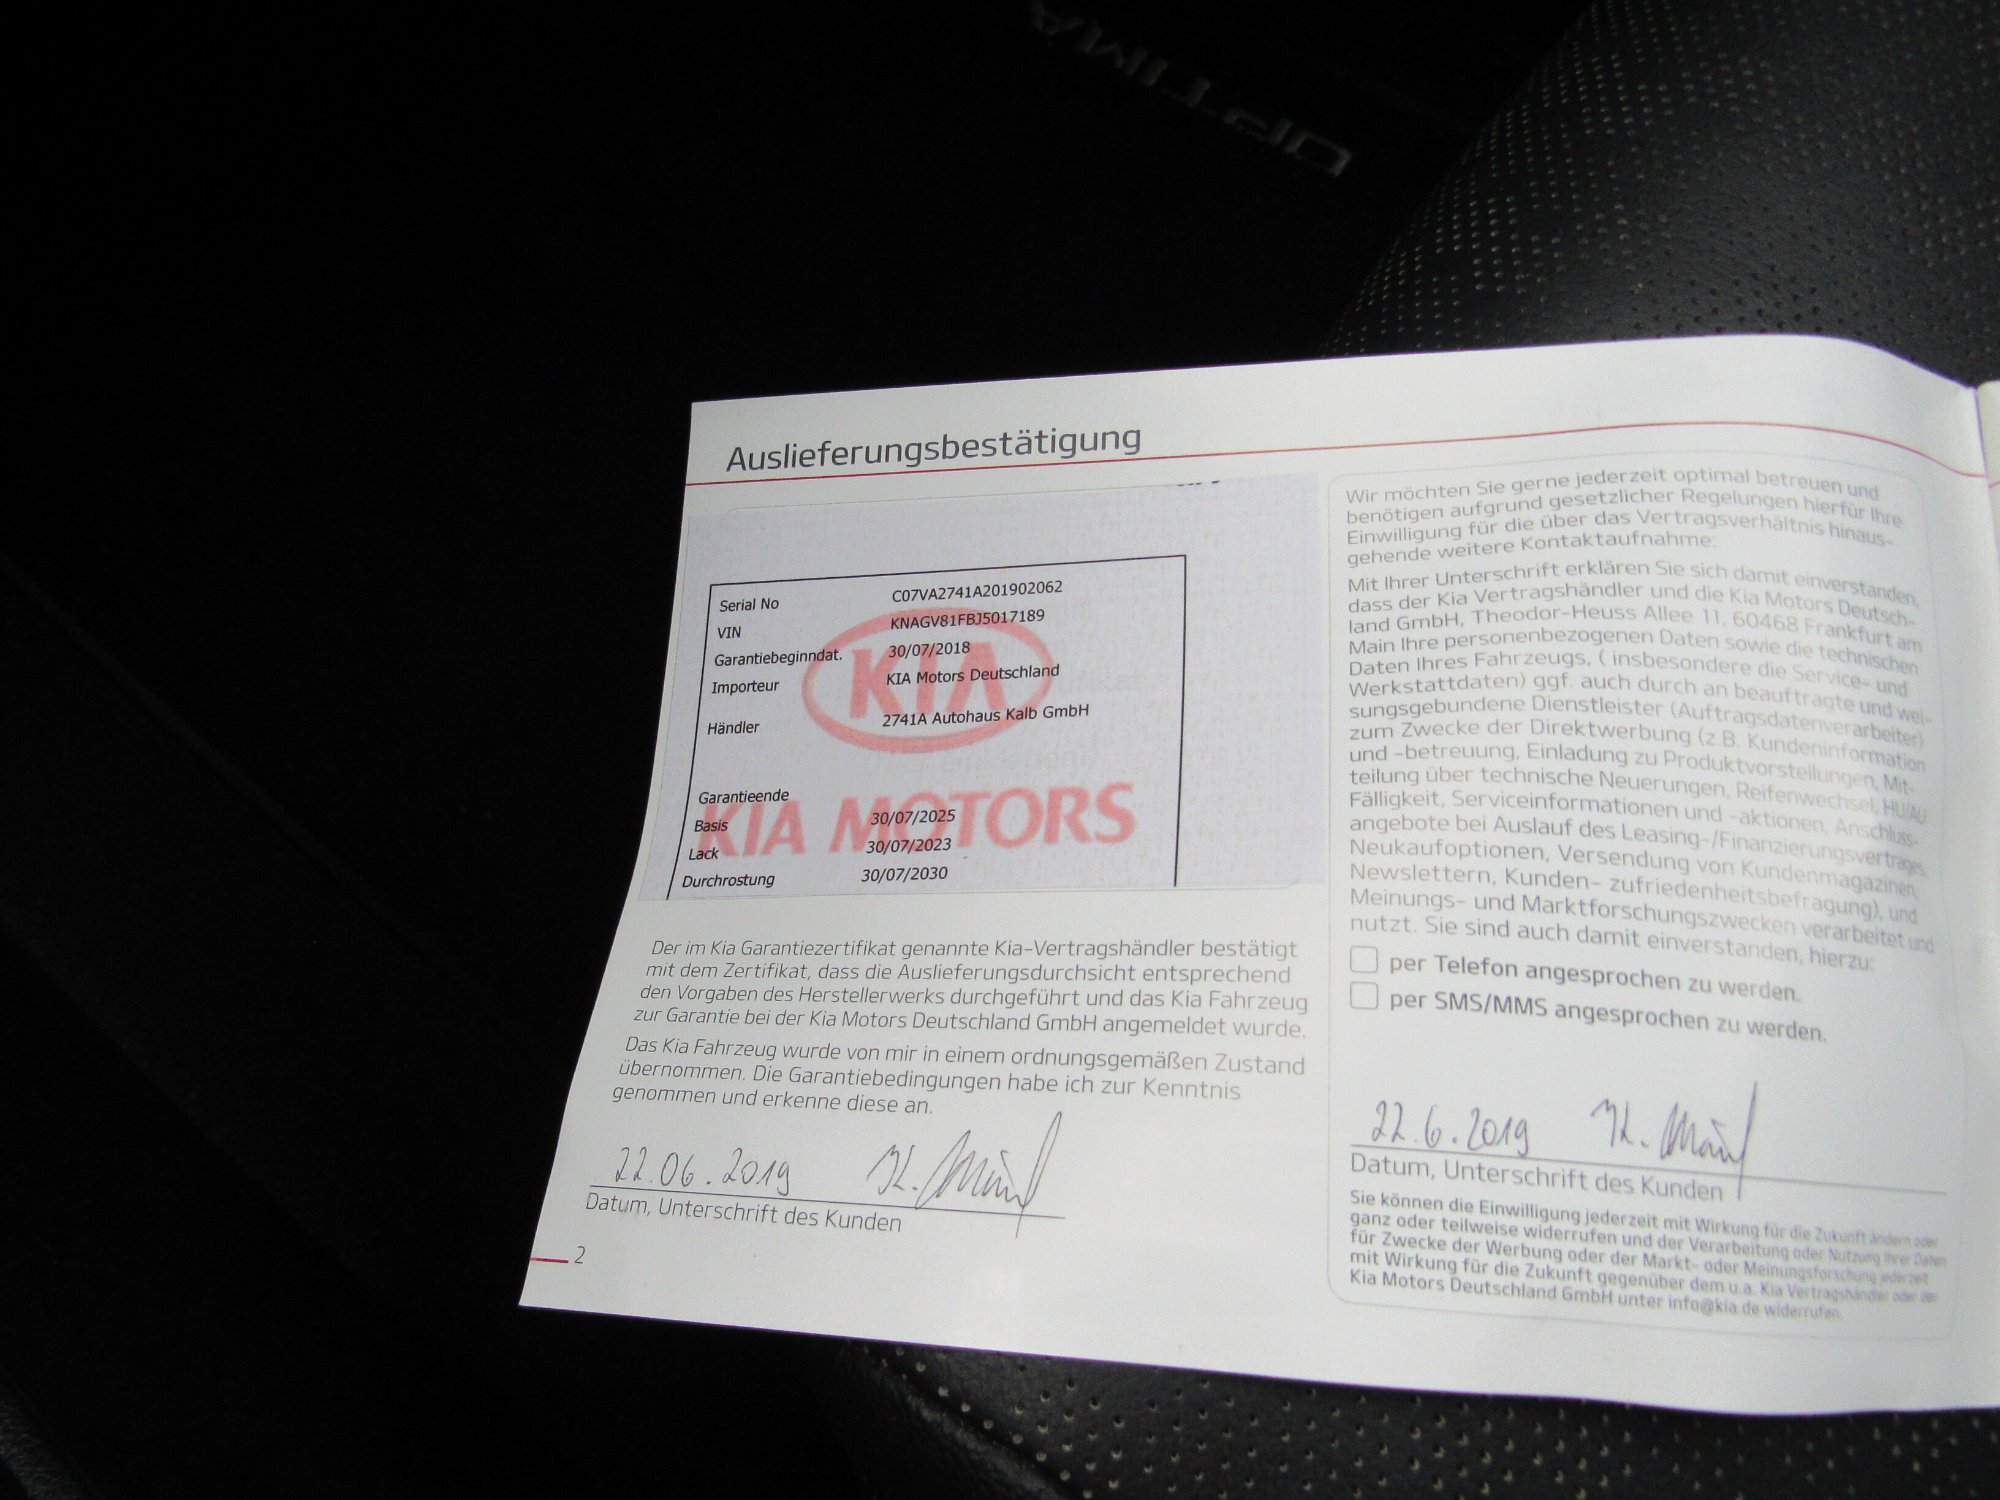 OPTIMA
Auslieferungsbestätigung
Serial No C07VA2741A201902062
VIN KNAGV81FBJ5017189
Garantiebeginndat. 30/07/2018
Importeur KIA Motors Deutschland
Händler 2741A Autohaus Kalb GmbH
KIA
Garantieende
Basis 30/07/2025
Lack 30/07/2023
Durchrostung 30/07/2030
KIA MOTORS
Der im Kia Garantiezertifikat genannte Kia-Vertragshändler bestätigt
mit dem Zertifikat, dass die Auslieferungsdurchsicht entsprechend
den Vorgaben des Herstellerwerks durchgeführt und das Kia Fahrzeug
zur Garantie bei der Kia Motors Deutschland GmbH angemeldet wurde.
Das Kia Fahrzeug wurde von mir in einem ordnungsgemäßen Zustand
übernommen. Die Garantiebedingungen habe ich zur Kenntnis
genommen und erkenne diese an.
22.06.2019
Datum, Unterschrift des Kunden
2
Wir möchten Sie gerne jederzeit optimal betreuen und
benötigen aufgrund gesetzlicher Regelungen hierfür Ihre
Einwilligung für die über das Vertragsverhältnis hinaus-
gehende weitere Kontaktaufnahme:
Mit Ihrer Unterschrift erklären Sie sich damit einverstanden,
dass der Kia Vertragshändler und die Kia Motors Deutsch-
land GmbH, Theodor-Heuss Allee 11, 60468 Frankfurt am
Main Ihre personenbezogenen Daten sowie die technischen
Daten Ihres Fahrzeugs, ( insbesondere die Service- und
Werkstattdaten) ggf. auch durch an beauftragte und wei-
sungsgebundene Dienstleister (Auftragsdatenverarbeiter)
zum Zwecke der Direktwerbung (z.B. Kundeninformation
und -betreuung, Einladung zu Produktvorstellungen, Mit-
teilung über technische Neuerungen, Reifenwechsel, HU/AU
Fälligkeit, Serviceinformationen und -aktionen, Anschluss-
angebote bei Auslauf des Leasing-/Finanzierungsvertrages,
Neukaufoptionen, Versendung von Kundenmagazinen,
Newslettern, Kunden- zufriedenheitsbefragung), und
Meinungs- und Marktforschungszwecken verarbeitet und
nutzt. Sie sind auch damit einverstanden, hierzu:
per Telefon angesprochen zu werden.
per SMS/MMS angesprochen zu werden.
22.6.2019
Datum, Unterschrift des Kunden
Sie können die Einwilligung jederzeit mit Wirkung für die Zukunft ändern oder
ganz oder teilweise widerrufen und der Verarbeitung oder Nutzung Ihrer Daten
für Zwecke der Werbung oder der Markt- oder Meinungsforschung jederzeit
mit Wirkung für die Zukunft gegenüber dem u.a. Kia Vertragshändler oder der
Kia Motors Deutschland GmbH unter info@kia.de widerrufen.